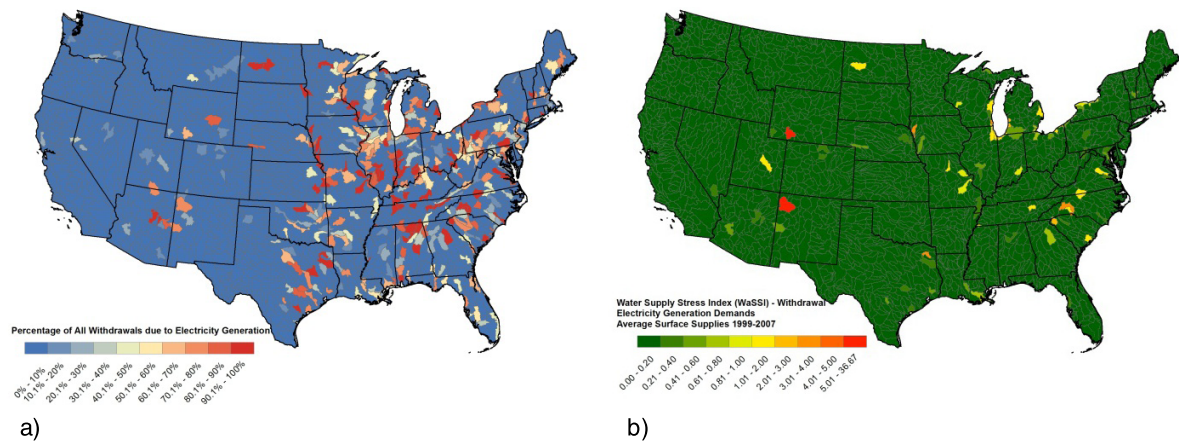 Percentage of All Withdrawals due to Electricity Generation
0% - 10%
10.1% - 20%
20.1% - 30%
30.1% - 40%
40.1% - 50%
50.1% - 60%
60.1% - 70%
70.1% - 80%
80.1% - 90%
90.1% - 100%
a)
Water Supply Stress Index (WaSSI) - Withdrawal
Electricity Generation Demands
Average Surface Supplies 1999-2007
0.00 - 0.20
0.21 - 0.40
0.41 - 0.60
0.61 - 0.80
0.81 - 1.00
1.01 - 2.00
2.01 - 3.00
3.01 - 4.00
4.01 - 5.00
5.01 - 36.67
b)